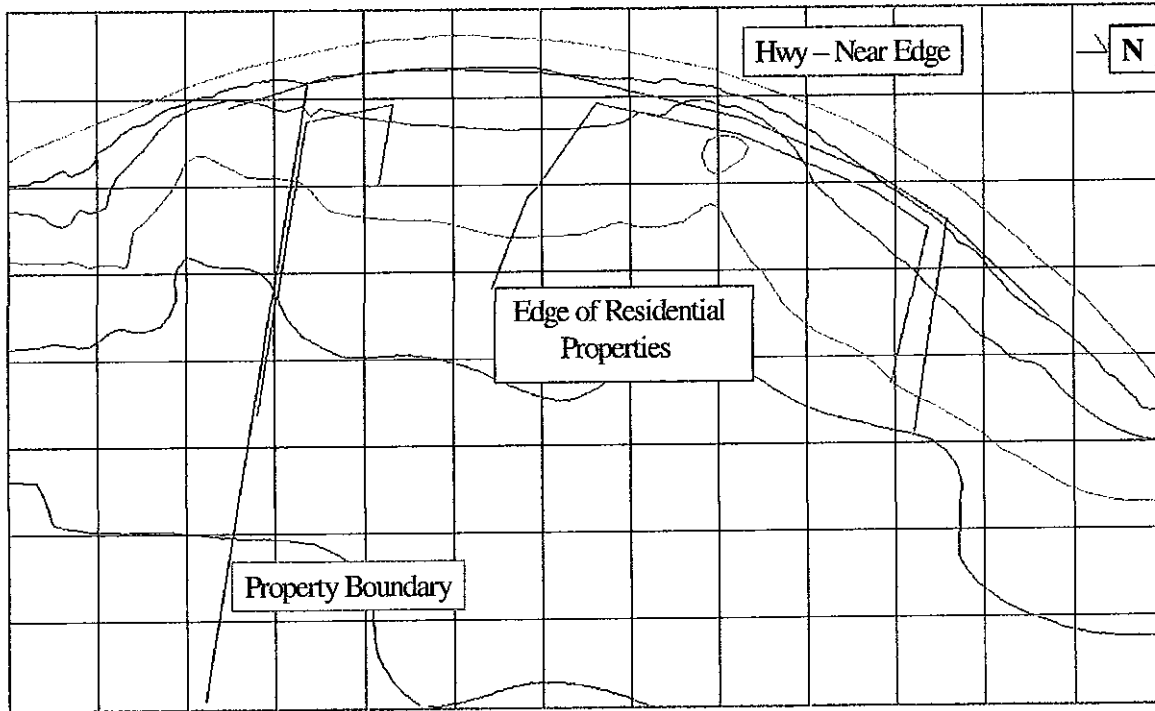 Hwy – Near Edge
N
Edge of Residential
Properties
Property Boundary